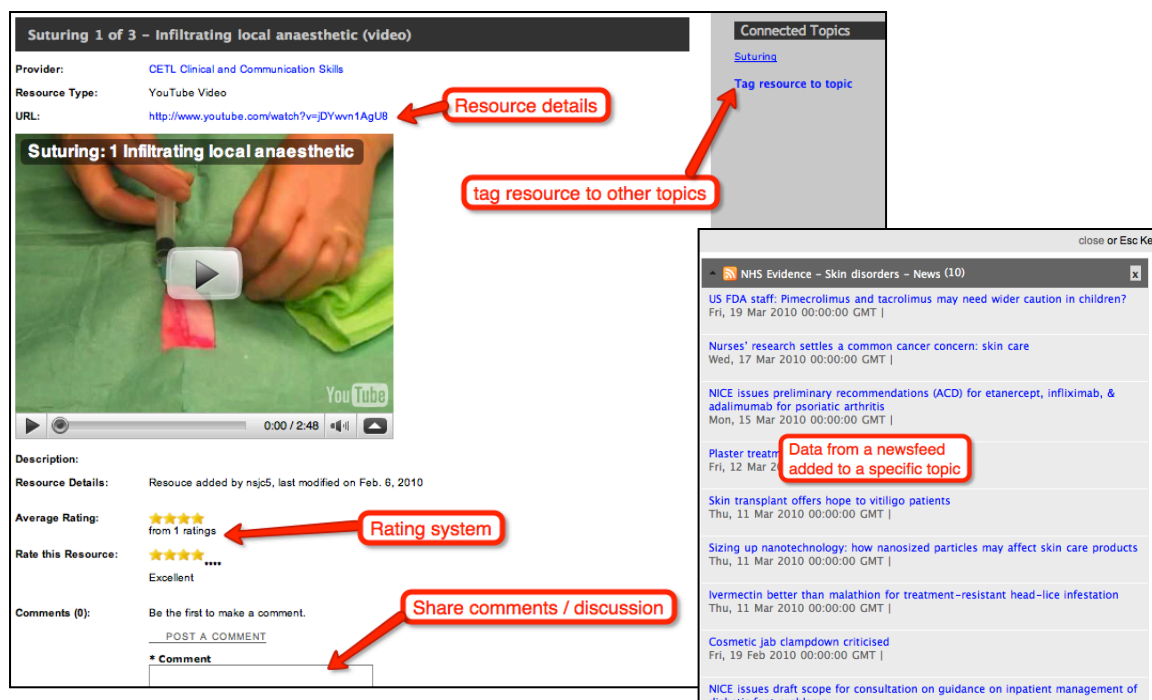 Suturing 1 of 3 – Infiltrating local anaesthetic (video)
Provider: CETL Clinical and Communication Skills
Resource Type: YouTube Video
URL: http://www.youtube.com/watch?v=jDYwvn1AgU8
Resource details
Connected Topics
Suturing
Tag resource to topic
tag resource to other topics
Suturing: 1 Infiltrating local anaesthetic
YouTube
0:00 / 2:48
Description:
Resource Details: Resouce added by nsjc5, last modified on Feb. 6, 2010
Average Rating:
from 1 ratings
Rating system
Rate this Resource:
Excellent
Comments (0): Be the first to make a comment.
POST A COMMENT
* Comment
Share comments / discussion
close or Esc Ke
NHS Evidence – Skin disorders – News (10) x
US FDA staff: Pimecrolimus and tacrolimus may need wider caution in children?
Fri, 19 Mar 2010 00:00:00 GMT |
Nurses' research settles a common cancer concern: skin care
Wed, 17 Mar 2010 00:00:00 GMT |
NICE issues preliminary recommendations (ACD) for etanercept, infliximab, &
adalimumab for psoriatic arthritis
Mon, 15 Mar 2010 00:00:00 GMT |
Plaster treatm
Fri, 12 Mar 2
Data from a newsfeed
added to a specific topic
Skin transplant offers hope to vitiligo patients
Thu, 11 Mar 2010 00:00:00 GMT |
Sizing up nanotechnology: how nanosized particles may affect skin care products
Thu, 11 Mar 2010 00:00:00 GMT |
Ivermectin better than malathion for treatment-resistant head-lice infestation
Thu, 11 Mar 2010 00:00:00 GMT |
Cosmetic jab clampdown criticised
Fri, 19 Feb 2010 00:00:00 GMT |
NICE issues draft scope for consultation on guidance on inpatient management of